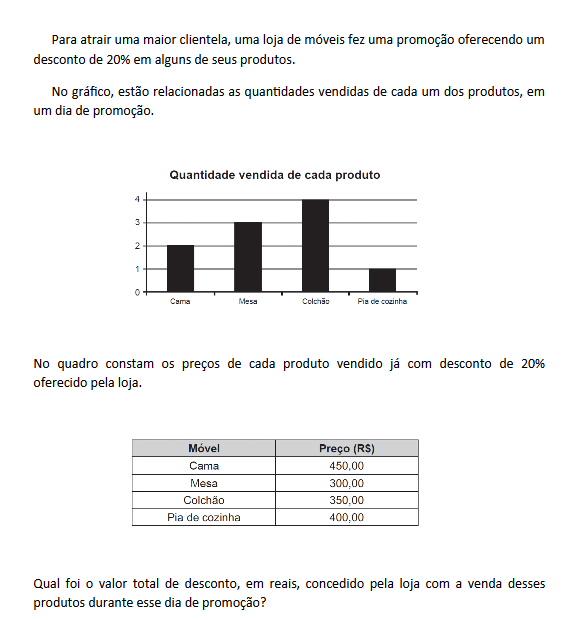 Para atrair uma maior clientela, uma loja de móveis fez uma promoção oferecendo um
desconto de 20% em alguns de seus produtos.
No gráfico, estão relacionadas as quantidades vendidas de cada um dos produtos, em
um dia de promoção.
Quantidade vendida de cada produto
4
3
2
1
0
Cama Mesa Colchão Pia de cozinha
No quadro constam os preços de cada produto vendido já com desconto de 20%
oferecido pela loja.
Móvel Preço (R$)
Cama 450,00
Mesa 300,00
Colchão 350,00
Pia de cozinha 400,00
Qual foi o valor total de desconto, em reais, concedido pela loja com a venda desses
produtos durante esse dia de promoção?